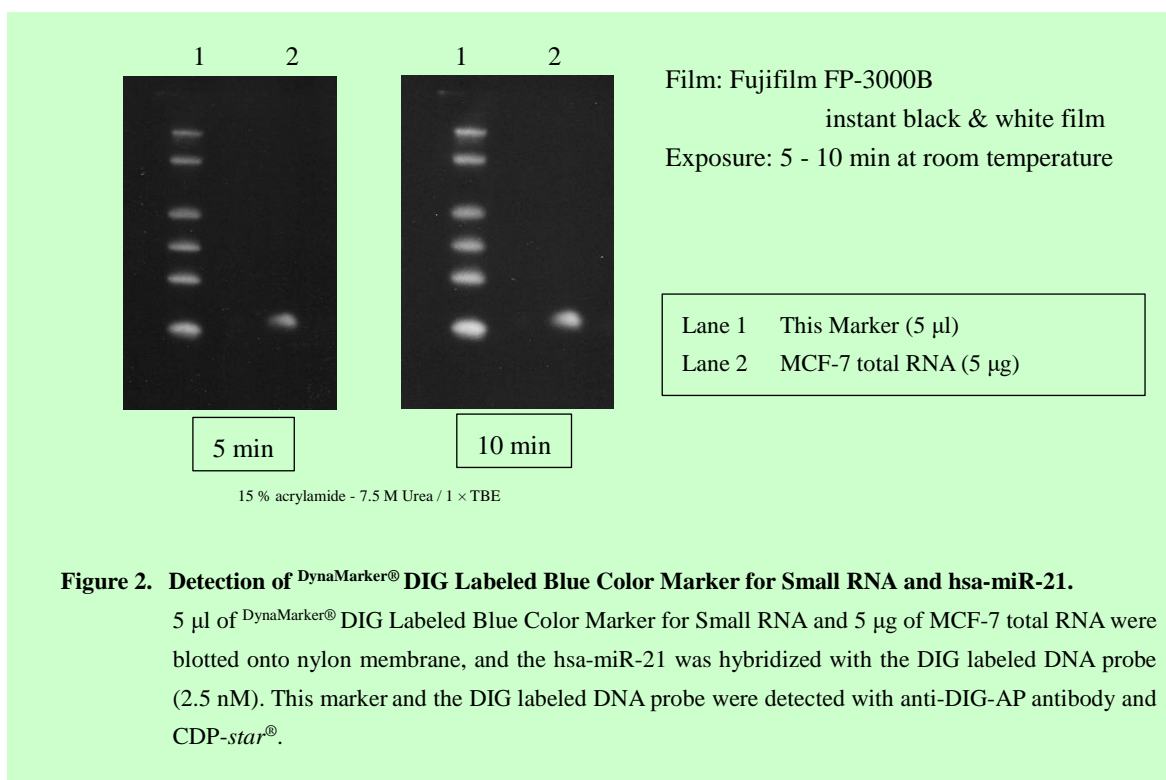 1 2
1 2
Film: Fujifilm FP-3000B
instant black & white film
Exposure: 5 - 10 min at room temperature
Lane 1 This Marker (5 μl)
Lane 2 MCF-7 total RNA (5 μg)
5 min
10 min
15 % acrylamide - 7.5 M Urea / 1 × TBE
Figure 2. Detection of DynaMarker® DIG Labeled Blue Color Marker for Small RNA and hsa-miR-21.
5 μl of DynaMarker® DIG Labeled Blue Color Marker for Small RNA and 5 μg of MCF-7 total RNA were
blotted onto nylon membrane, and the hsa-miR-21 was hybridized with the DIG labeled DNA probe
(2.5 nM). This marker and the DIG labeled DNA probe were detected with anti-DIG-AP antibody and
CDP-star®.